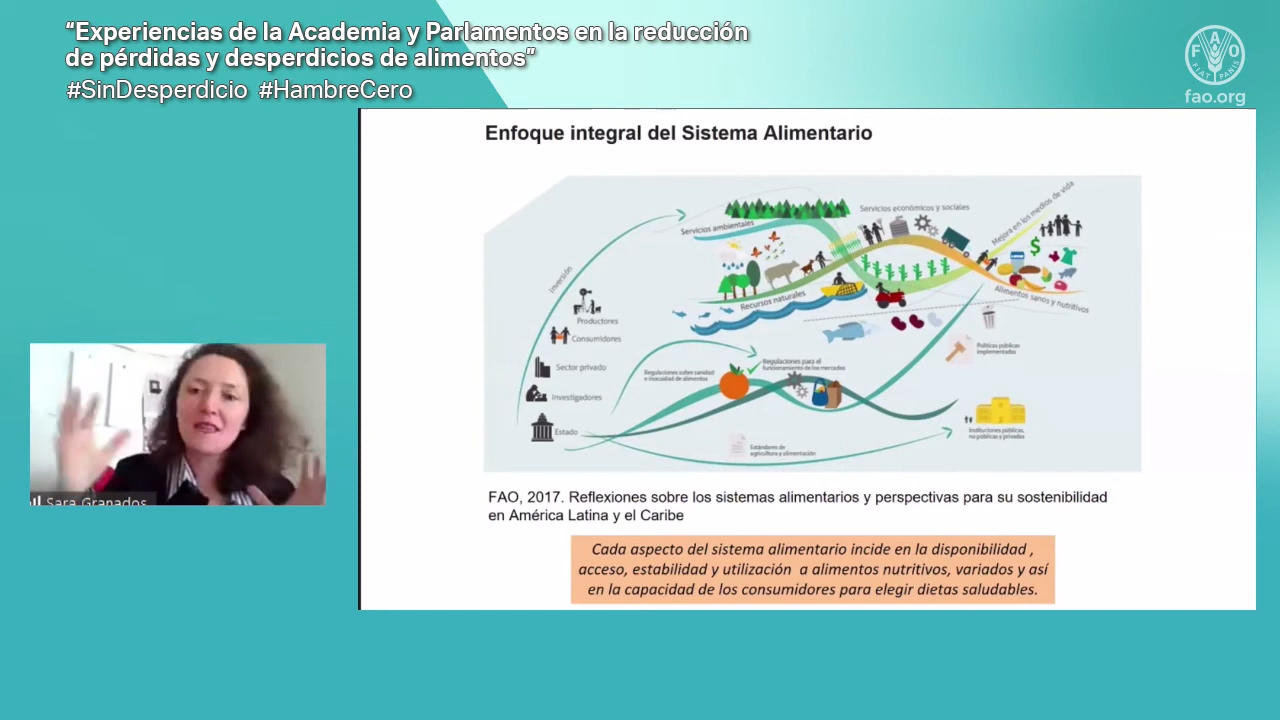 “Experiencias de la Academia y Parlamentos en la reducción
de pérdidas y desperdicios de alimentos”
#SinDesperdicio #HambreCero
F A O
FIAT PANIS
fao.org
Enfoque integral del Sistema Alimentario
Servicios ambientales
Servicios económicos y sociales
Mejora en los medios de vida
Inversión
Recursos naturales
Alimentos sanos y nutritivos
Productores
Consumidores
Sector privado
Investigadores
Estado
Regulaciones sobre sanidad
e inocuidad de alimentos
Regulaciones para el
funcionamiento de los mercados
Políticas públicas
implementadas
Estándares de
agricultura y alimentación
Instituciones públicas,
no públicas y privadas
FAO, 2017. Reflexiones sobre los sistemas alimentarios y perspectivas para su sostenibilidad
en América Latina y el Caribe
Cada aspecto del sistema alimentario incide en la disponibilidad ,
acceso, estabilidad y utilización a alimentos nutritivos, variados y así
en la capacidad de los consumidores para elegir dietas saludables.
Sara Granados